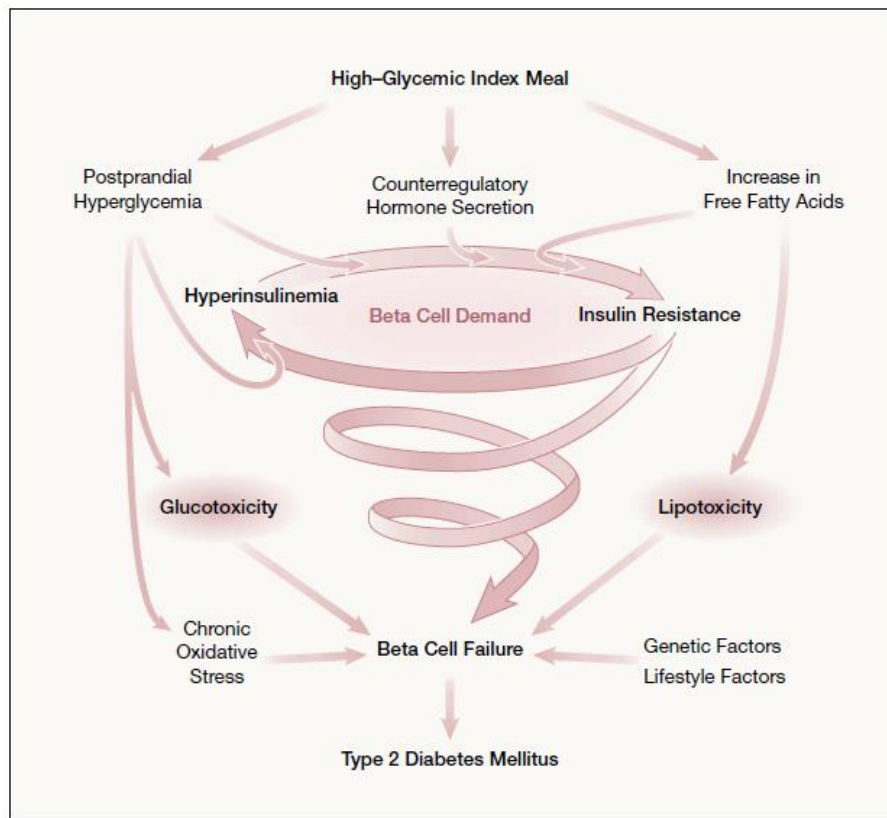 High–Glycemic Index Meal
Postprandial
Hyperglycemia
Counterregulatory
Hormone Secretion
Increase in
Free Fatty Acids
Hyperinsulinemia
Beta Cell Demand
Insulin Resistance
Glucotoxicity
Lipotoxicity
Chronic
Oxidative
Stress
Beta Cell Failure
Genetic Factors
Lifestyle Factors
Type 2 Diabetes Mellitus